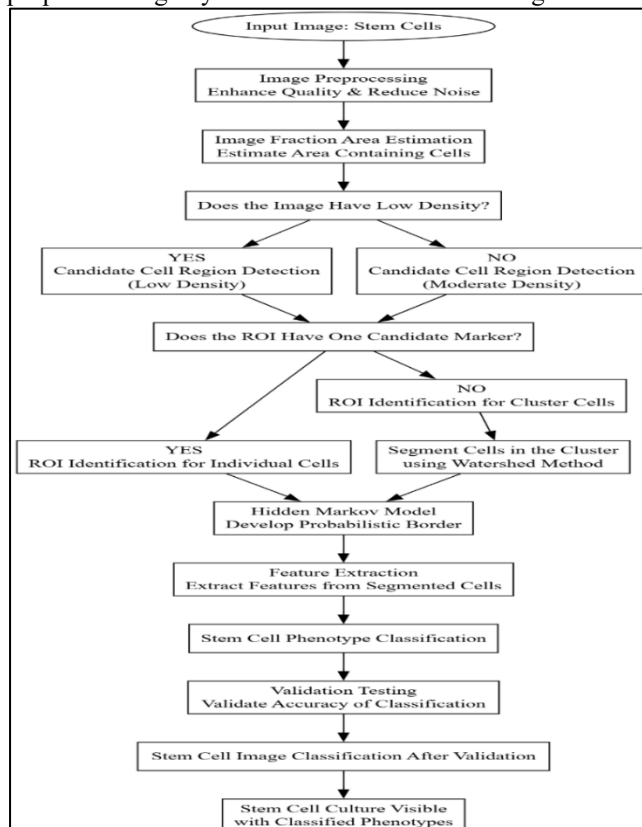 Input Image: Stem Cells
Image Preprocessing
Enhance Quality & Reduce Noise
Image Fraction Area Estimation
Estimate Area Containing Cells
Does the Image Have Low Density?
YES
Candidate Cell Region Detection
(Low Density)
NO
Candidate Cell Region Detection
(Moderate Density)
Does the ROI Have One Candidate Marker?
NO
ROI Identification for Cluster Cells
YES
ROI Identification for Individual Cells
Segment Cells in the Cluster
using Watershed Method
Hidden Markov Model
Develop Probabilistic Border
Feature Extraction
Extract Features from Segmented Cells
Stem Cell Phenotype Classification
Validation Testing
Validate Accuracy of Classification
Stem Cell Image Classification After Validation
Stem Cell Culture Visible
with Classified Phenotypes